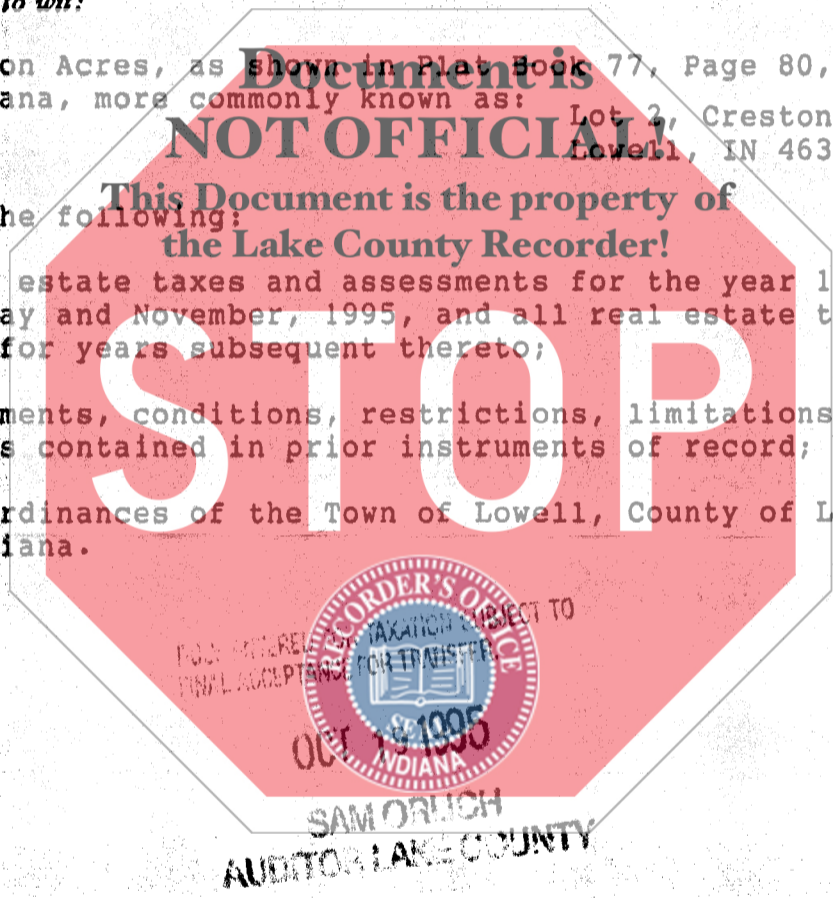 to wit:
on Acres, as shown in Plat Book 77, Page 80,
ana, more commonly known as:
Lot 2, Creston
Lowell, IN 463
he following:
estate taxes and assessments for the year 1
ay and November, 1995, and all real estate t
for years subsequent thereto;
ments, conditions, restrictions, limitations
s contained in prior instruments of record;
rdinances of the Town of Lowell, County of L
iana.
Document is
NOT OFFICIAL!
This Document is the property of
the Lake County Recorder!
STOP
RECORDER'S OFFICE
SEAL
INDIANA
TAXATION SUBJECT TO
FINAL ACCEPTANCE FOR TRANSFER.
OCT 1995
SAM ORLICH
AUDITOR LAKE COUNTY